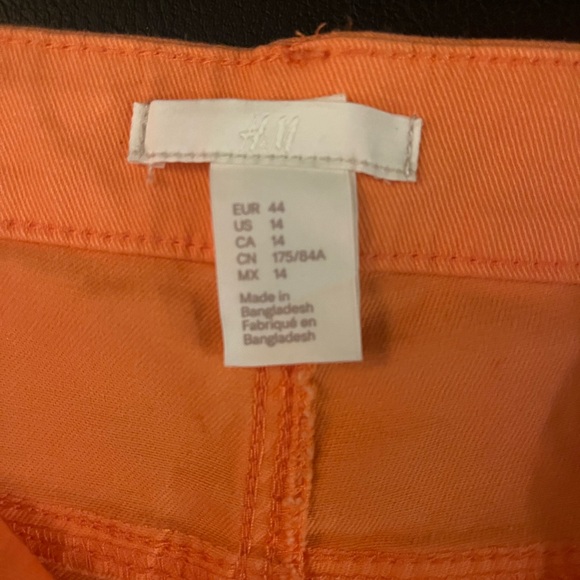 H&M
EUR 44
US 14
CA 14
CN 175/84A
MX 14
Made in
Bangladesh
Fabriqué en
Bangladesh